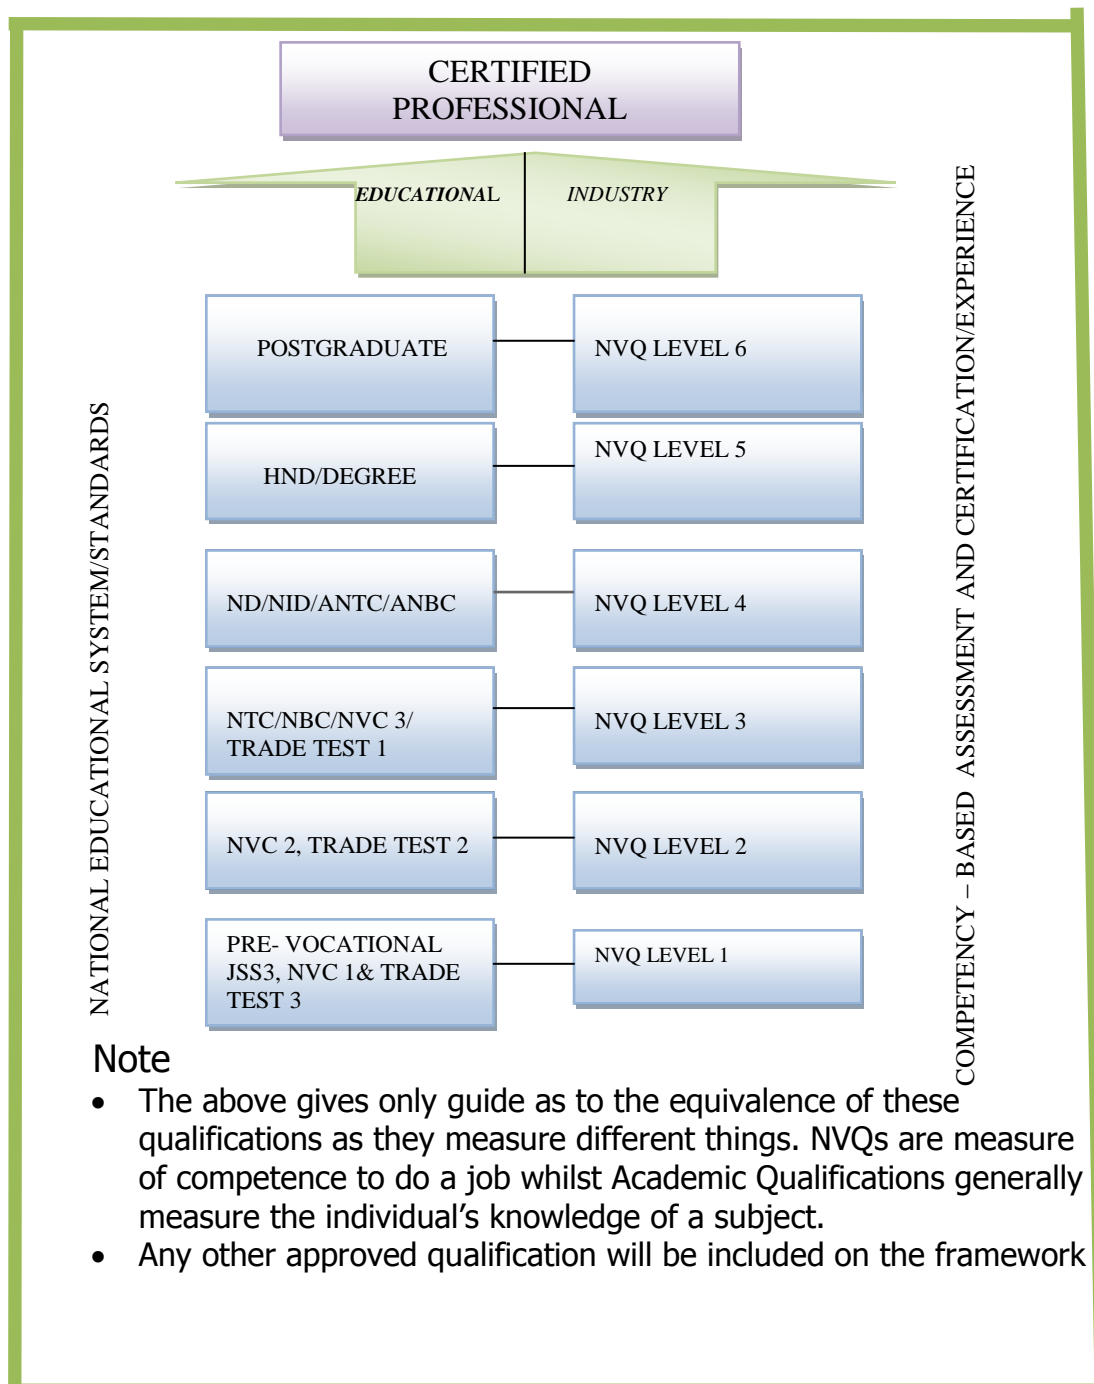 CERTIFIED
PROFESSIONAL
EDUCATIONAL
INDUSTRY
NATIONAL EDUCATIONAL SYSTEM/STANDARDS
COMPETENCY – BASED ASSESSMENT AND CERTIFICATION/EXPERIENCE
POSTGRADUATE
NVQ LEVEL 6
HND/DEGREE
NVQ LEVEL 5
ND/NID/ANTC/ANBC
NVQ LEVEL 4
NTC/NBC/NVC 3/
TRADE TEST 1
NVQ LEVEL 3
NVC 2, TRADE TEST 2
NVQ LEVEL 2
PRE- VOCATIONAL
JSS3, NVC 1& TRADE
TEST 3
NVQ LEVEL 1
Note
• The above gives only guide as to the equivalence of these
qualifications as they measure different things. NVQs are measure
of competence to do a job whilst Academic Qualifications generally
measure the individual’s knowledge of a subject.
• Any other approved qualification will be included on the framework